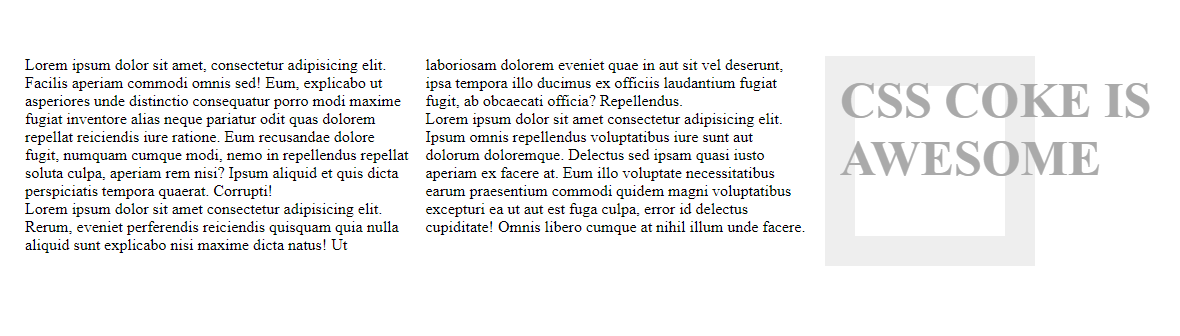 Lorem ipsum dolor sit amet, consectetur adipisicing elit.
Facilis aperiam commodi omnis sed! Eum, explicabo ut
asperiores unde distinctio consequatur porro modi maxime
fugiat inventore alias neque pariatur odit quas dolorem
repellat reiciendis iure ratione. Eum recusandae dolore
fugit, numquam cumque modi, nemo in repellendus repellat
soluta culpa, aperiam rem nisi? Ipsum aliquid et quis dicta
perspiciatis tempora quaerat. Corrupti!
Lorem ipsum dolor sit amet consectetur adipisicing elit.
Rerum, eveniet perferendis reiciendis quisquam quia nulla
aliquid sunt explicabo nisi maxime dicta natus! Ut
laboriosam dolorem eveniet quae in aut sit vel deserunt,
ipsa tempora illo ducimus ex officiis laudantium fugiat
fugit, ab obcaecati officia? Repellendus.
Lorem ipsum dolor sit amet consectetur adipisicing elit.
Ipsum omnis repellendus voluptatibus iure sunt aut
dolorum doloremque. Delectus sed ipsam quasi iusto
aperiam ex facere at. Eum illo voluptate necessitatibus
earum praesentium commodi quidem magni voluptatibus
excepturi ea ut aut est fuga culpa, error id delectus
cupiditate! Omnis libero cumque at nihil illum unde facere.
CSS COKE IS
AWESOME